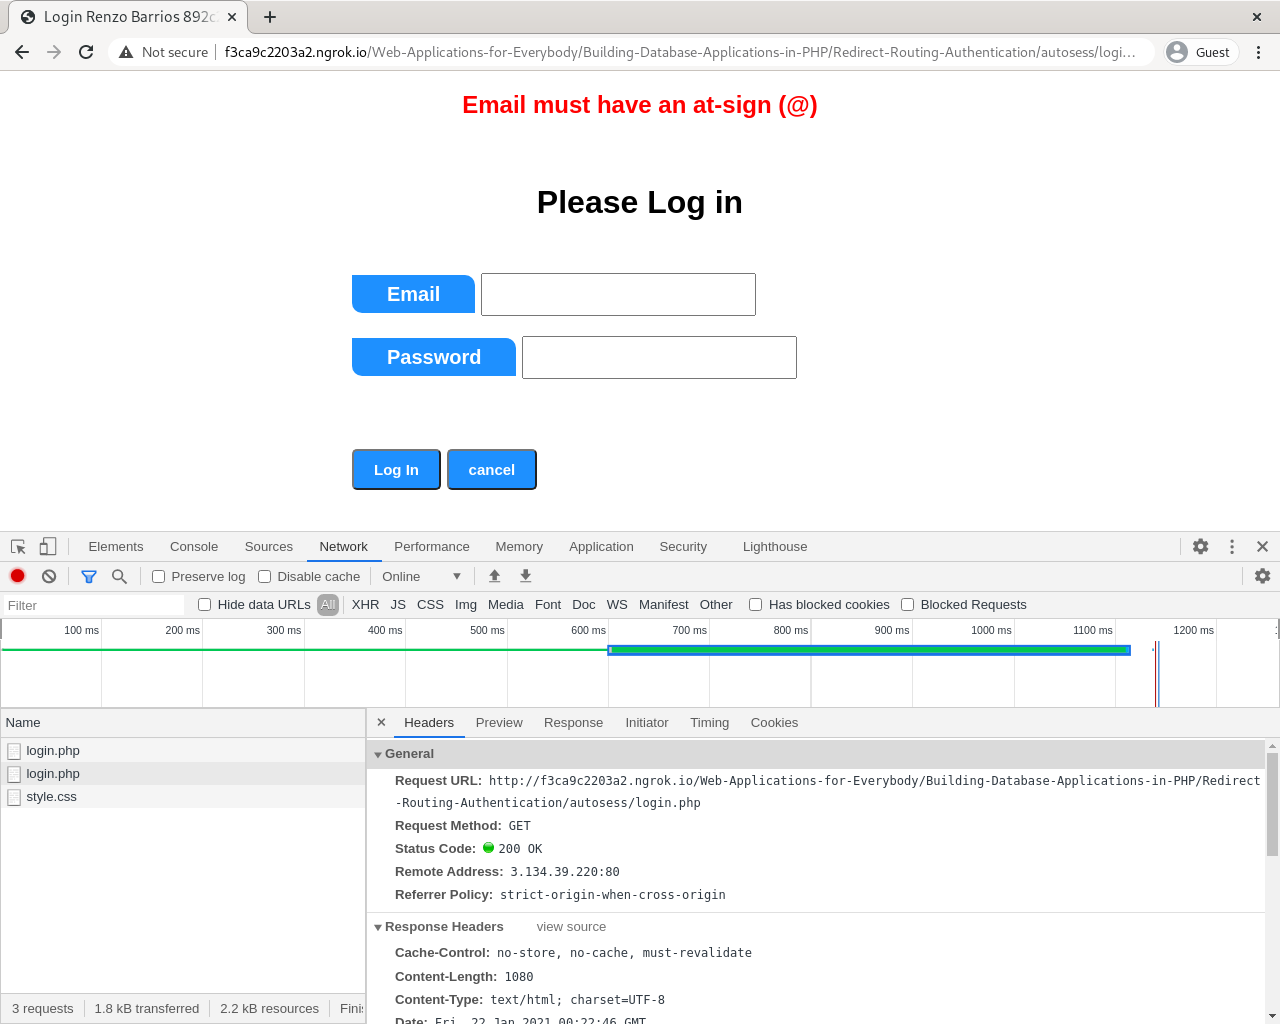 Login Renzo Barrios 892c
Not secure
f3ca9c2203a2.ngrok.io/Web-Applications-for-Everybody/Building-Database-Applications-in-PHP/Redirect-Routing-Authentication/autosess/logi…
Guest
Email must have an at-sign (@)
Please Log in
Email
Password
Log In
cancel
Elements Console Sources Network Performance Memory Application Security Lighthouse
Preserve log Disable cache Online
Filter Hide data URLs All XHR JS CSS Img Media Font Doc WS Manifest Other Has blocked cookies Blocked Requests
100 ms 200 ms 300 ms 400 ms 500 ms 600 ms 700 ms 800 ms 900 ms 1000 ms 1100 ms 1200 ms
Name
login.php
login.php
style.css
3 requests 1.8 kB transferred 2.2 kB resources
Headers Preview Response Initiator Timing Cookies
General
Request URL: http://f3ca9c2203a2.ngrok.io/Web-Applications-for-Everybody/Building-Database-Applications-in-PHP/Redirect
-Routing-Authentication/autosess/login.php
Request Method: GET
Status Code: 200 OK
Remote Address: 3.134.39.220:80
Referrer Policy: strict-origin-when-cross-origin
Response Headers view source
Cache-Control: no-store, no-cache, must-revalidate
Content-Length: 1080
Content-Type: text/html; charset=UTF-8
Date: Fri, 22 Jan 2021 00:22:46 GMT